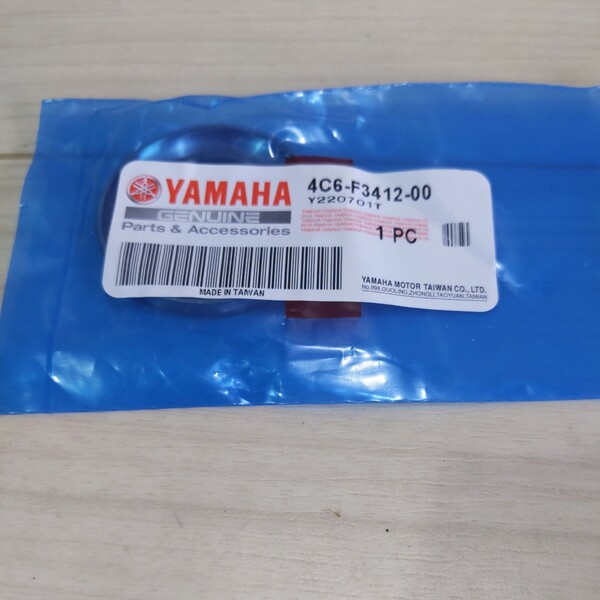 YAMAHA
GENUINE
Parts & Accessories
MADE IN TAIWAN
4C6-F3412-00
Y220701T
1 PC
YAMAHA MOTOR TAIWAN CO., LTD.
No.998,GUOLING,ZHONGLI,TAOYUAN,TAIWAN